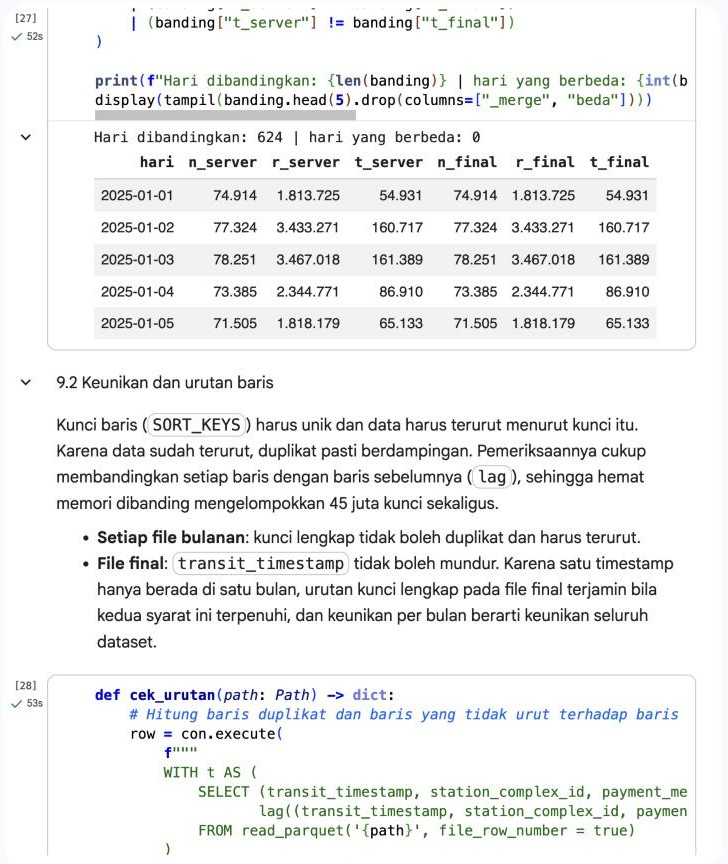 [27]
52s
| (banding["t_server"] != banding["t_final"])
)
print(f"Hari dibandingkan: {len(banding)} | hari yang berbeda: {int(b
display(tampil(banding.head(5).drop(columns=["_merge", "beda"])))
Hari dibandingkan: 624 | hari yang berbeda: 0
hari n_server r_server t_server n_final r_final t_final
2025-01-01 74.914 1.813.725 54.931 74.914 1.813.725 54.931
2025-01-02 77.324 3.433.271 160.717 77.324 3.433.271 160.717
2025-01-03 78.251 3.467.018 161.389 78.251 3.467.018 161.389
2025-01-04 73.385 2.344.771 86.910 73.385 2.344.771 86.910
2025-01-05 71.505 1.818.179 65.133 71.505 1.818.179 65.133
9.2 Keunikan dan urutan baris
Kunci baris (SORT_KEYS) harus unik dan data harus terurut menurut kunci itu.
Karena data sudah terurut, duplikat pasti berdampingan. Pemeriksaannya cukup
membandingkan setiap baris dengan baris sebelumnya (lag), sehingga hemat
memori dibanding mengelompokkan 45 juta kunci sekaligus.
• Setiap file bulanan: kunci lengkap tidak boleh duplikat dan harus terurut.
• File final: transit_timestamp tidak boleh mundur. Karena satu timestamp
hanya berada di satu bulan, urutan kunci lengkap pada file final terjamin bila
kedua syarat ini terpenuhi, dan keunikan per bulan berarti keunikan seluruh
dataset.
[28]
53s
def cek_urutan(path: Path) -> dict:
# Hitung baris duplikat dan baris yang tidak urut terhadap baris
row = con.execute(
f"""
WITH t AS (
SELECT (transit_timestamp, station_complex_id, payment_me
lag((transit_timestamp, station_complex_id, paymen
FROM read_parquet('{path}', file_row_number = true)
)